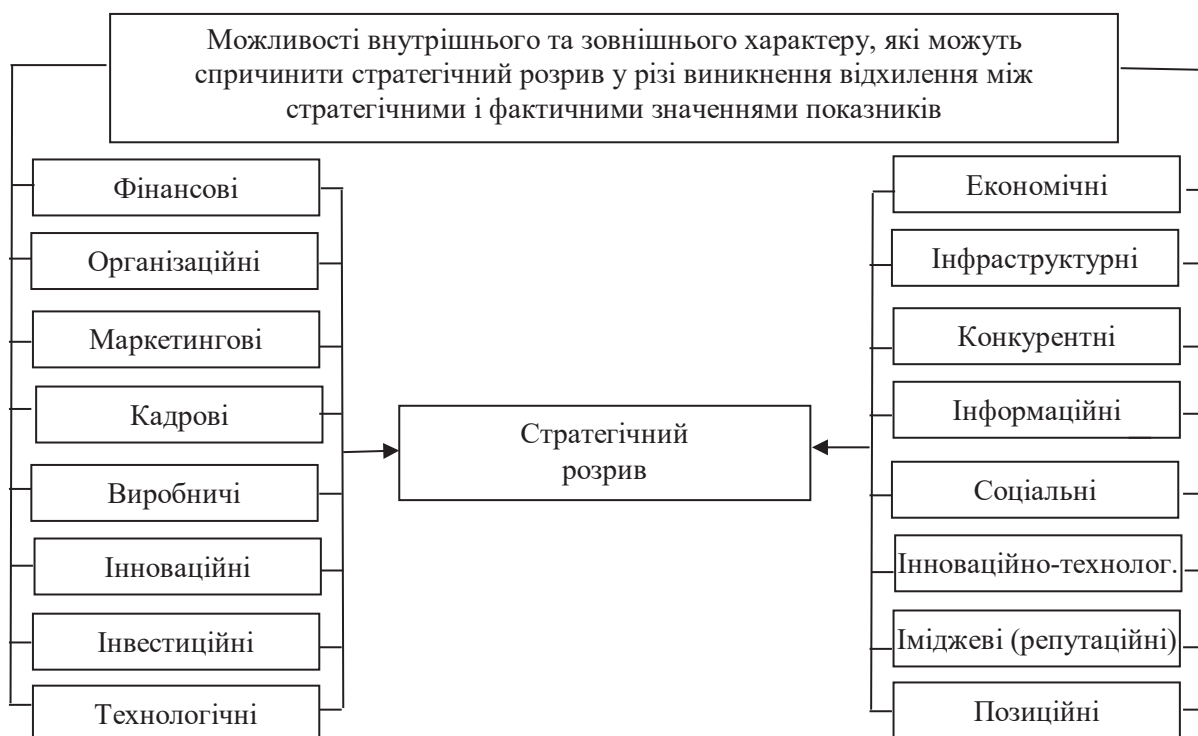 Можливості внутрішнього та зовнішнього характеру, які можуть
спричинити стратегічний розрив у різі виникнення відхилення між
стратегічними і фактичними значеннями показників
Фінансові
Організаційні
Маркетингові
Кадрові
Виробничі
Інноваційні
Інвестиційні
Технологічні
Стратегічний
розрив
Економічні
Інфраструктурні
Конкурентні
Інформаційні
Соціальні
Інноваційно-технолог.
Іміджеві (репутаційні)
Позиційні